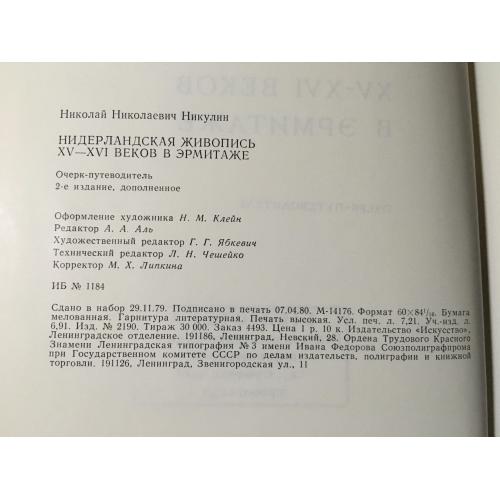 XV-XVI ВЕКОВ
В ЭРМИТАЖЕ
Николай Николаевич Никулин
НИДЕРЛАНДСКАЯ ЖИВОПИСЬ
XV—XVI ВЕКОВ В ЭРМИТАЖЕ
Очерк-путеводитель
2-е издание, дополненное
Оформление художника Н. М. Клейн
Редактор А. А. Аль
Художественный редактор Г. Г. Ябкевич
Технический редактор Л. Н. Чешейко
Корректор М. Х. Липкина
ИБ № 1184
Сдано в набор 29.11.79. Подписано в печать 07.04.80. М-14176. Формат 60×84¹/₁₆. Бумага
мелованная. Гарнитура литературная. Печать высокая. Усл. печ. л. 7,21. Уч.-изд. л.
6,91. Изд. № 2190. Тираж 30 000. Заказ 4493. Цена 1 р. 10 к. Издательство «Искусство»,
Ленинградское отделение. 191186, Ленинград, Невский, 28. Ордена Трудового Красного
Знамени Ленинградская типография № 3 имени Ивана Федорова Союзполиграфпрома
при Государственном комитете СССР по делам издательств, полиграфии и книжной
торговли. 191126, Ленинград, Звенигородская ул., 11